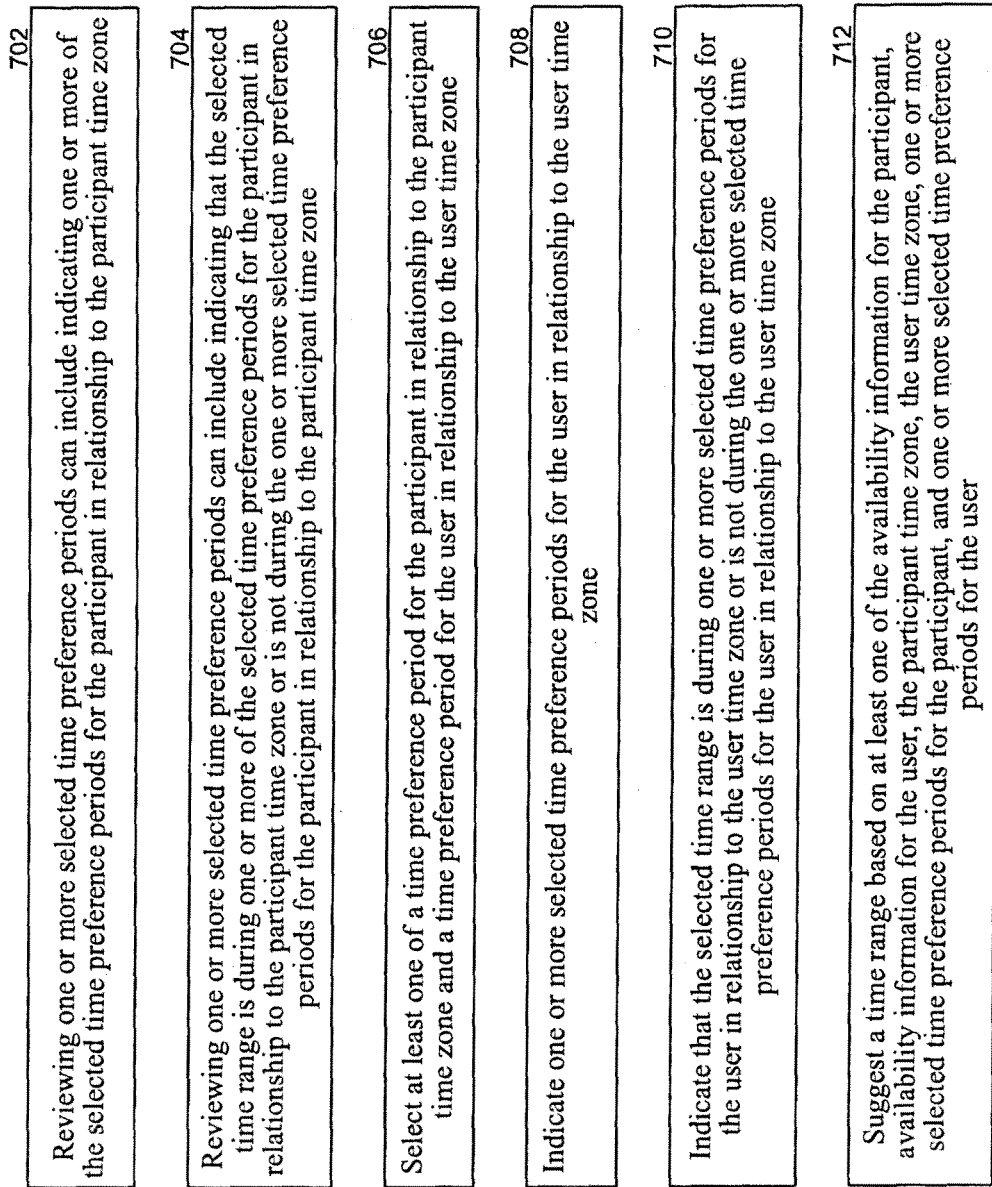 702
Reviewing one or more selected time preference periods can include indicating one or more of
the selected time preference periods for the participant in relationship to the participant time zone
704
Reviewing one or more selected time preference periods can include indicating that the selected
time range is during one or more of the selected time preference periods for the participant in
relationship to the participant time zone or is not during the one or more selected time preference
periods for the participant in relationship to the participant time zone
706
Select at least one of a time preference period for the participant in relationship to the participant
time zone and a time preference period for the user in relationship to the user time zone
708
Indicate one or more selected time preference periods for the user in relationship to the user time
zone
710
Indicate that the selected time range is during one or more selected time preference periods for
the user in relationship to the user time zone or is not during the one or more selected time
preference periods for the user in relationship to the user time zone
712
Suggest a time range based on at least one of the availability information for the participant,
availability information for the user, the participant time zone, the user time zone, one or more
selected time preference periods for the participant, and one or more selected time preference
periods for the user